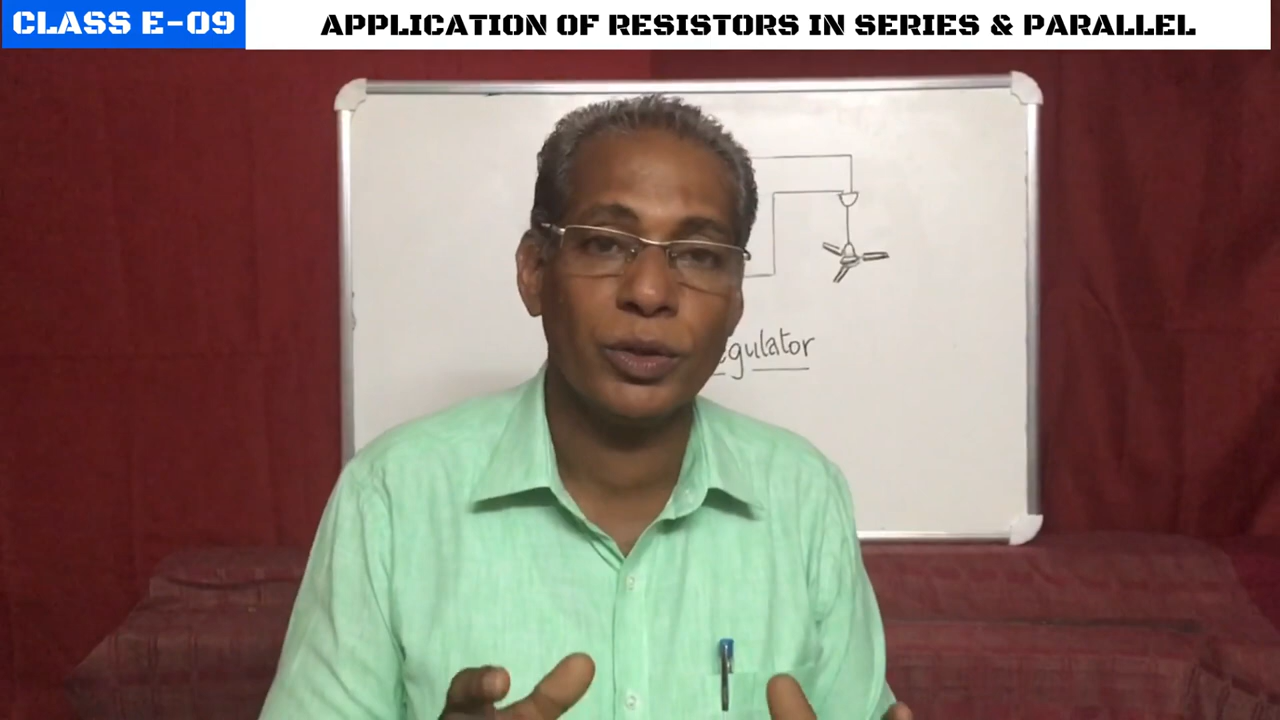 CLASS E-09
APPLICATION OF RESISTORS IN SERIES & PARALLEL
egulator